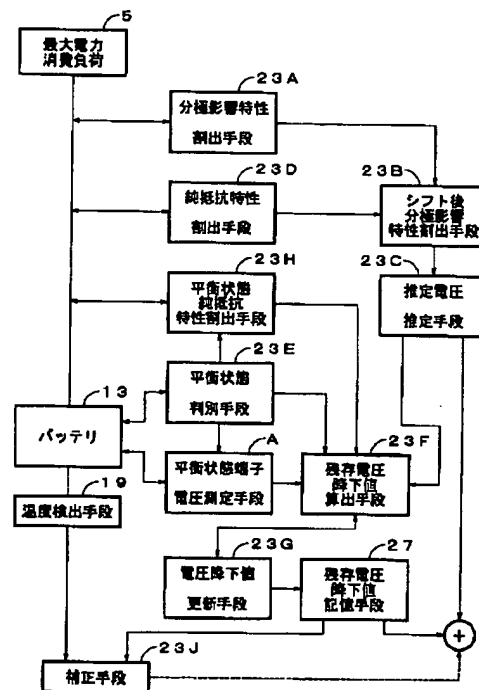 5
最大電力
消費負荷
23A
分極影響特性
割出手段
23D
純抵抗特性
割出手段
23B
シフト後
分極影響
特性割出手段
23H
平衡状態
純抵抗
特性割出手段
23C
推定電圧
推定手段
23E
平衡状態
判別手段
13
バッテリ
A
平衡状態端子
電圧測定手段
23F
残存電圧
降下値
算出手段
19
温度検出手段
23G
電圧降下値
更新手段
27
残存電圧
降下値
記憶手段
+
23J
補正手段